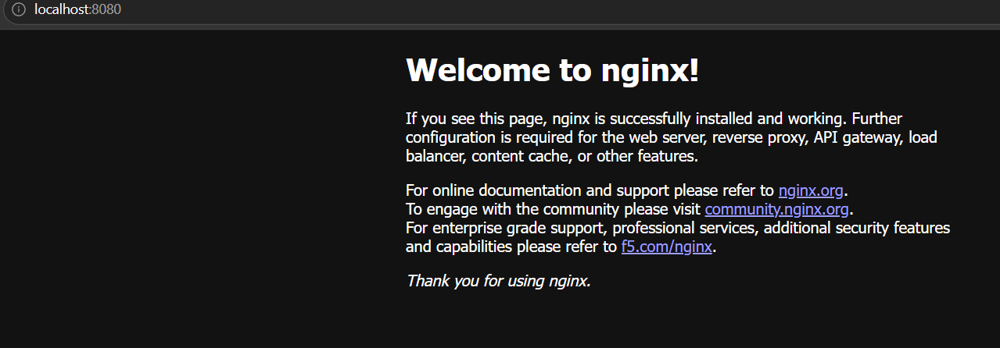 localhost:8080
Welcome to nginx!
If you see this page, nginx is successfully installed and working. Further
configuration is required for the web server, reverse proxy, API gateway, load
balancer, content cache, or other features.
For online documentation and support please refer to nginx.org.
To engage with the community please visit community.nginx.org.
For enterprise grade support, professional services, additional security features
and capabilities please refer to f5.com/nginx.
Thank you for using nginx.